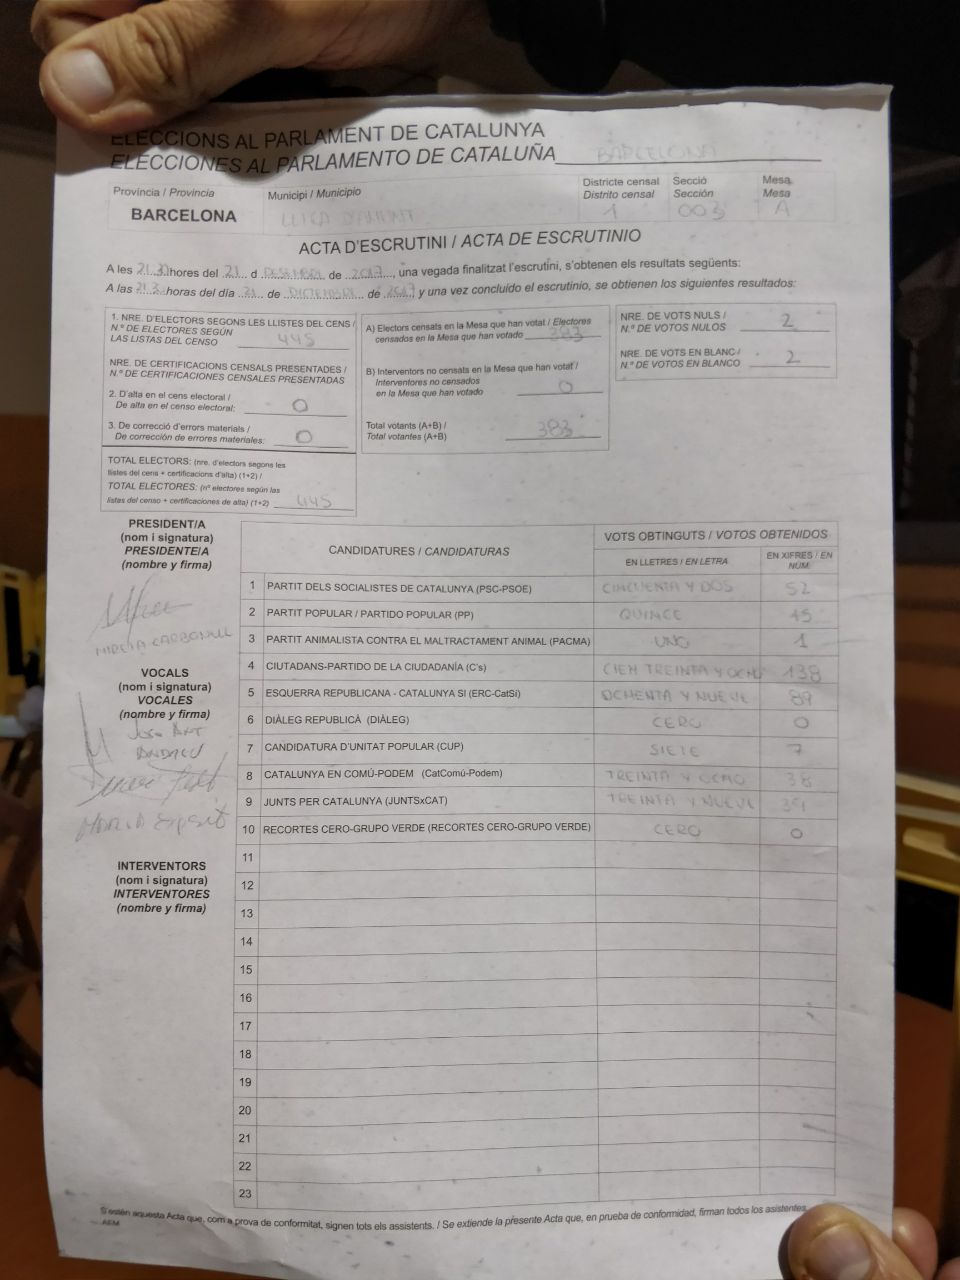 ELECCIONS AL PARLAMENT DE CATALUNYA
ELECCIONES AL PARLAMENTO DE CATALUÑA BARCELONA
Província / Provincia
BARCELONA
Municipi / Municipio
LLIÇA D'AMUNT
Districte censal
Distrito censal
1
Secció
Sección
003
Mesa
Mesa
A
ACTA D'ESCRUTINI / ACTA DE ESCRUTINIO
A les 21.30 hores del 21 d DESEMBRE de 2017, una vegada finalitzat l'escrutini, s'obtenen els resultats següents:
A las 21.30 horas del día 21 de DICIEMBRE de 2017 y una vez concluido el escrutinio, se obtienen los siguientes resultados:
1. NRE. D'ELECTORS SEGONS LES LLISTES DEL CENS /
N.º DE ELECTORES SEGÚN
LAS LISTAS DEL CENSO 445
NRE. DE CERTIFICACIONS CENSALS PRESENTADES /
N.º DE CERTIFICACIONES CENSALES PRESENTADAS
2. D'alta en el cens electoral /
De alta en el censo electoral: 0
3. De correcció d'errors materials /
De corrección de errores materiales: 0
TOTAL ELECTORS: (nre. d'electors segons les
llistes del cens + certificacions d'alta) (1+2) /
TOTAL ELECTORES: (nº electores según las
listas del censo + certificaciones de alta) (1+2) 445
A) Electors censats en la Mesa que han votat / Electores
censados en la Mesa que han votado 383
B) Interventors no censats en la Mesa que han votat /
Interventores no censados
en la Mesa que han votado 0
Total votants (A+B) /
Total votantes (A+B) 383
NRE. DE VOTS NULS /
N.º DE VOTOS NULOS 2
NRE. DE VOTS EN BLANC /
N.º DE VOTOS EN BLANCO 2
PRESIDENT/A
(nom i signatura)
PRESIDENTE/A
(nombre y firma)
VOCALS
(nom i signatura)
VOCALES
(nombre y firma)
INTERVENTORS
(nom i signatura)
INTERVENTORES
(nombre y firma)
CANDIDATURES / CANDIDATURAS
VOTS OBTINGUTS / VOTOS OBTENIDOS
EN LLETRES / EN LETRA
EN XIFRES / EN
NÚM.
1 PARTIT DELS SOCIALISTES DE CATALUNYA (PSC-PSOE) CINCUENTA Y DOS 52
2 PARTIT POPULAR / PARTIDO POPULAR (PP) QUINCE 15
3 PARTIT ANIMALISTA CONTRA EL MALTRACTAMENT ANIMAL (PACMA) UNO 1
4 CIUTADANS-PARTIDO DE LA CIUDADANÍA (C's) CIEN TREINTA Y OCHO 138
5 ESQUERRA REPUBLICANA - CATALUNYA SI (ERC-CatSí) OCHENTA Y NUEVE 89
6 DIÀLEG REPUBLICÀ (DIÀLEG) CERO 0
7 CANDIDATURA D'UNITAT POPULAR (CUP) SIETE 7
8 CATALUNYA EN COMÚ-PODEM (CatComú-Podem) TREINTA Y OCHO 38
9 JUNTS PER CATALUNYA (JUNTSxCAT) TREINTA Y NUEVE 39
10 RECORTES CERO-GRUPO VERDE (RECORTES CERO-GRUPO VERDE) CERO 0
11
12
13
14
15
16
17
18
19
20
21
22
23
S'estén aquesta Acta que, com a prova de conformitat, signen tots els assistents. / Se extiende la presente Acta que, en prueba de conformidad, firman todos los asistentes.
AEM